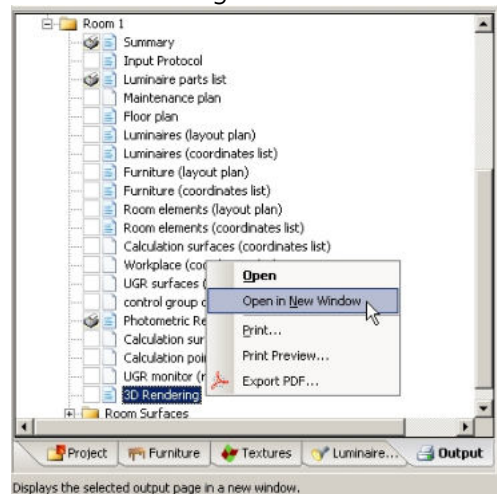 Room 1
Summary
Input Protocol
Luminaire parts list
Maintenance plan
Floor plan
Luminaires (layout plan)
Luminaires (coordinates list)
Furniture (layout plan)
Furniture (coordinates list)
Room elements (layout plan)
Room elements (coordinates list)
Calculation surfaces (coordinates list)
Workplace (coo
UGR surfaces (
control group c
Photometric Re
Calculation sur
Calculation poi
UGR monitor (r
3D Rendering
Room Surfaces
Open
Open in New Window
Print...
Print Preview...
Export PDF...
Project Furniture Textures Luminaire... Output
Displays the selected output page in a new window.